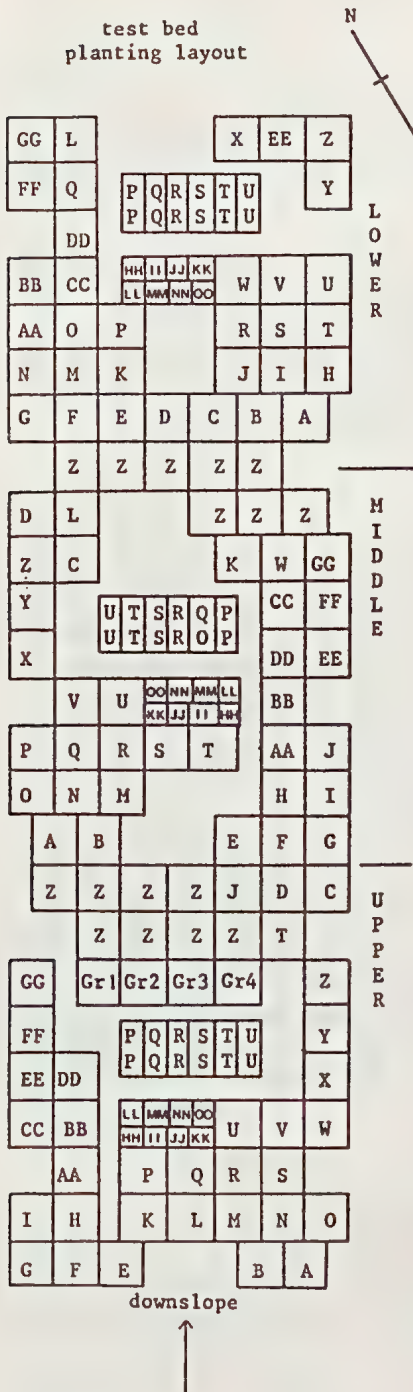 test bed
planting layout
N
GG L X EE Z
FF Q P Q R S T U Y
P Q R S T U
DD
HH II JJ KK
BB CC LL MM NN OO W V U
AA O P R S T
N M K J I H
G F E D C B A
Z Z Z Z Z
LOWER
D L Z Z Z
Z C K W GG
Y U T S R Q P CC FF
U T S R O P
X DD EE
V U OO NN MM LL BB
KK JJ II HH
P Q R S T AA J
O N M H I
A B E F G
MIDDLE
Z Z Z Z J D C
Z Z Z Z T
GG Gr1 Gr2 Gr3 Gr4 Z
FF P Q R S T U Y
P Q R S T U
EE DD X
CC BB LL MM NN OO U V W
HH II JJ KK
AA P Q R S
I H K L M N O
G F E B A
UPPER
downslope